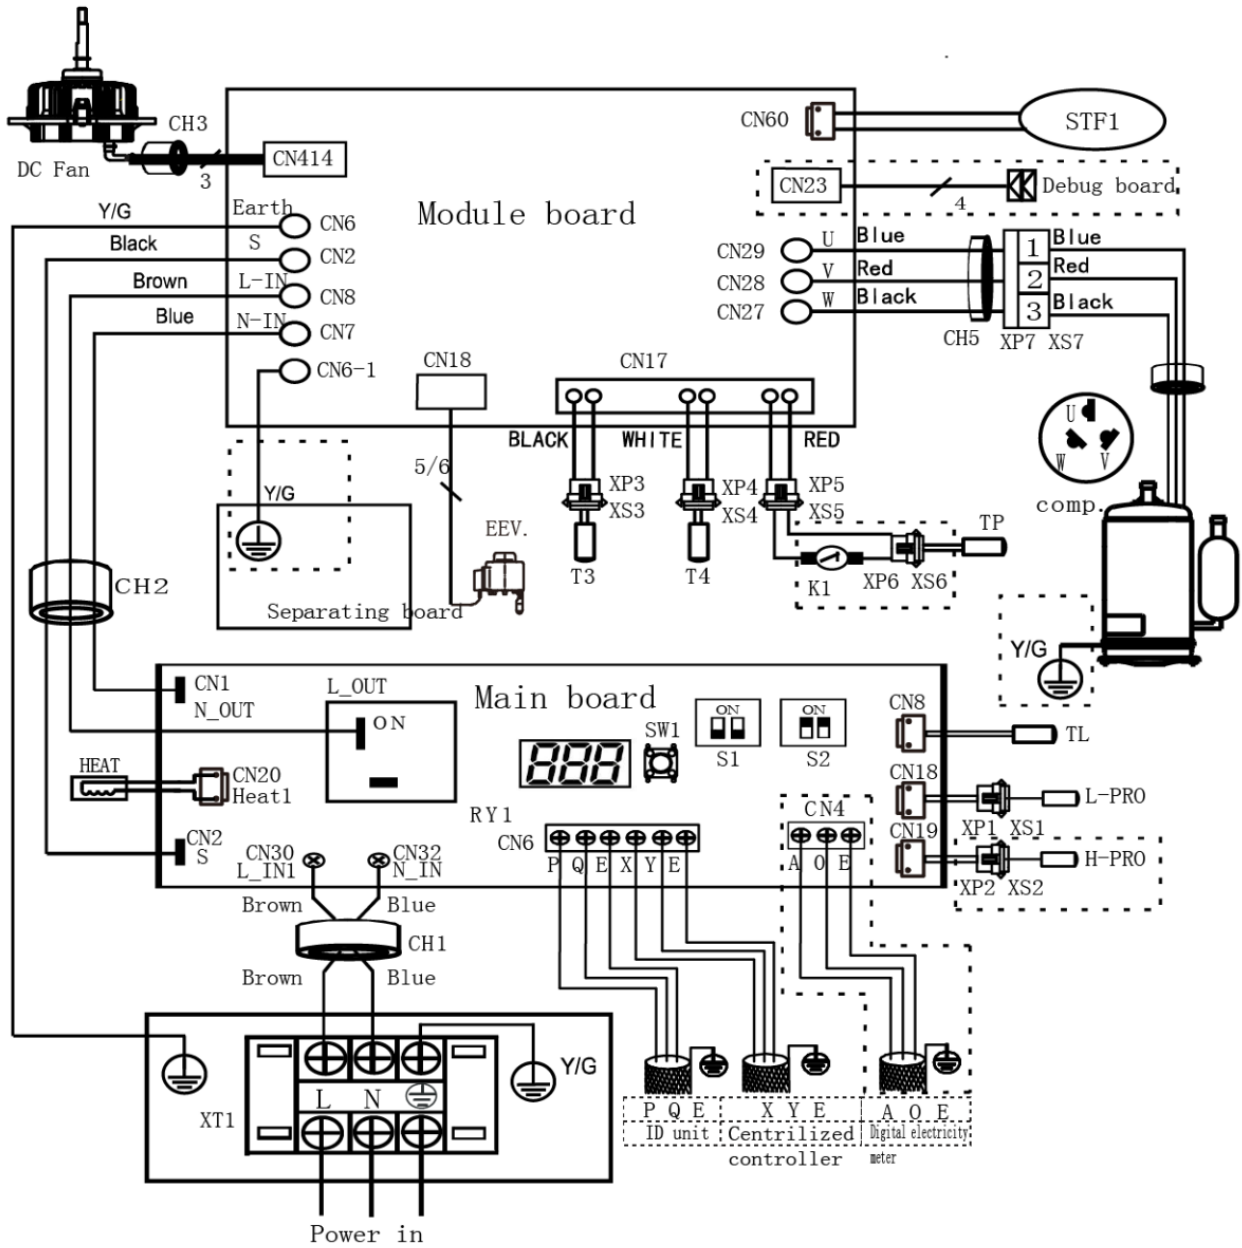 CN60
STF1
CH3
DC Fan
3
CN414
CN23
4
Debug board
Y/G
Earth
CN6
Module board
Black
S
CN2
CN29
U
Blue
1
Blue
Brown
L-IN
CN8
CN28
V
Red
2
Red
Blue
N-IN
CN7
CN27
W
Black
3
Black
CH5
XP7
XS7
CN6-1
CN18
CN17
BLACK
WHITE
RED
U
W
V
comp.
5/6
Y/G
XP3
XS3
XP4
XS4
XP5
XS5
EEV.
TP
T3
T4
K1
XP6
XS6
CH2
Separating board
Y/G
CN1
N_OUT
L_OUT
ON
Main board
SW1
ON
S1
ON
S2
CN8
TL
HEAT
CN20
Heat1
888
RY1
CN18
L-PRO
XP1
XS1
CN6
CN4
CN19
H-PRO
XP2
XS2
CN2
S
CN30
L_IN1
CN32
N_IN
P Q E X Y E
A O E
Brown
Blue
CH1
Brown
Blue
Y/G
XT1
L
N
P Q E
X Y E
A O E
ID unit
Centrilized
controller
Digital electricity
meter
Power in